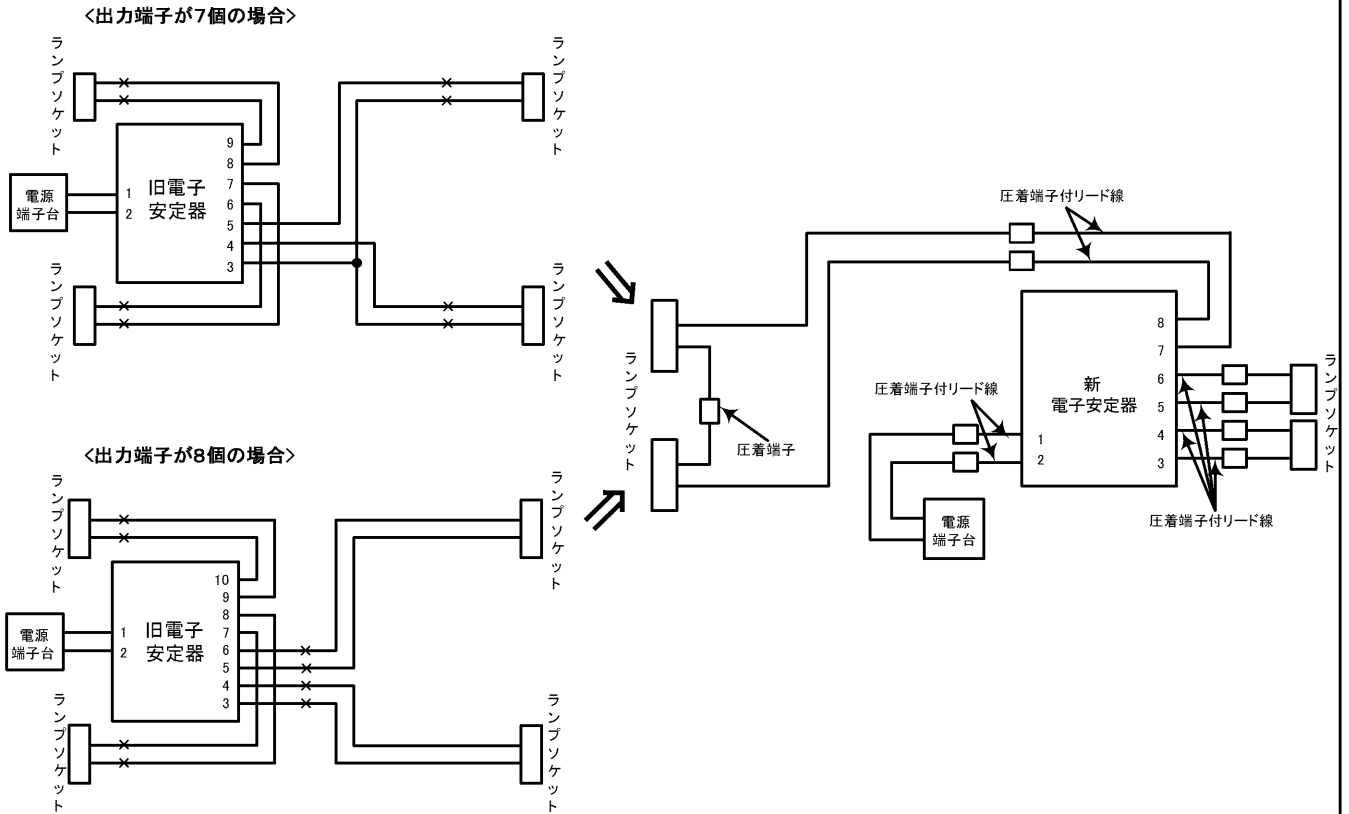 <出力端子が7個の場合>
ランプソケット
ランプソケット
電源
端子台
1
2
旧電子
安定器
9
8
7
6
5
4
3
ランプソケット
ランプソケット
<出力端子が8個の場合>
ランプソケット
ランプソケット
電源
端子台
1
2
旧電子
安定器
10
9
8
7
6
5
4
3
ランプソケット
ランプソケット
圧着端子付リード線
ランプソケット
圧着端子
圧着端子付リード線
1
2
新
電子安定器
8
7
6
5
4
3
ランプソケット
電源
端子台
圧着端子付リード線